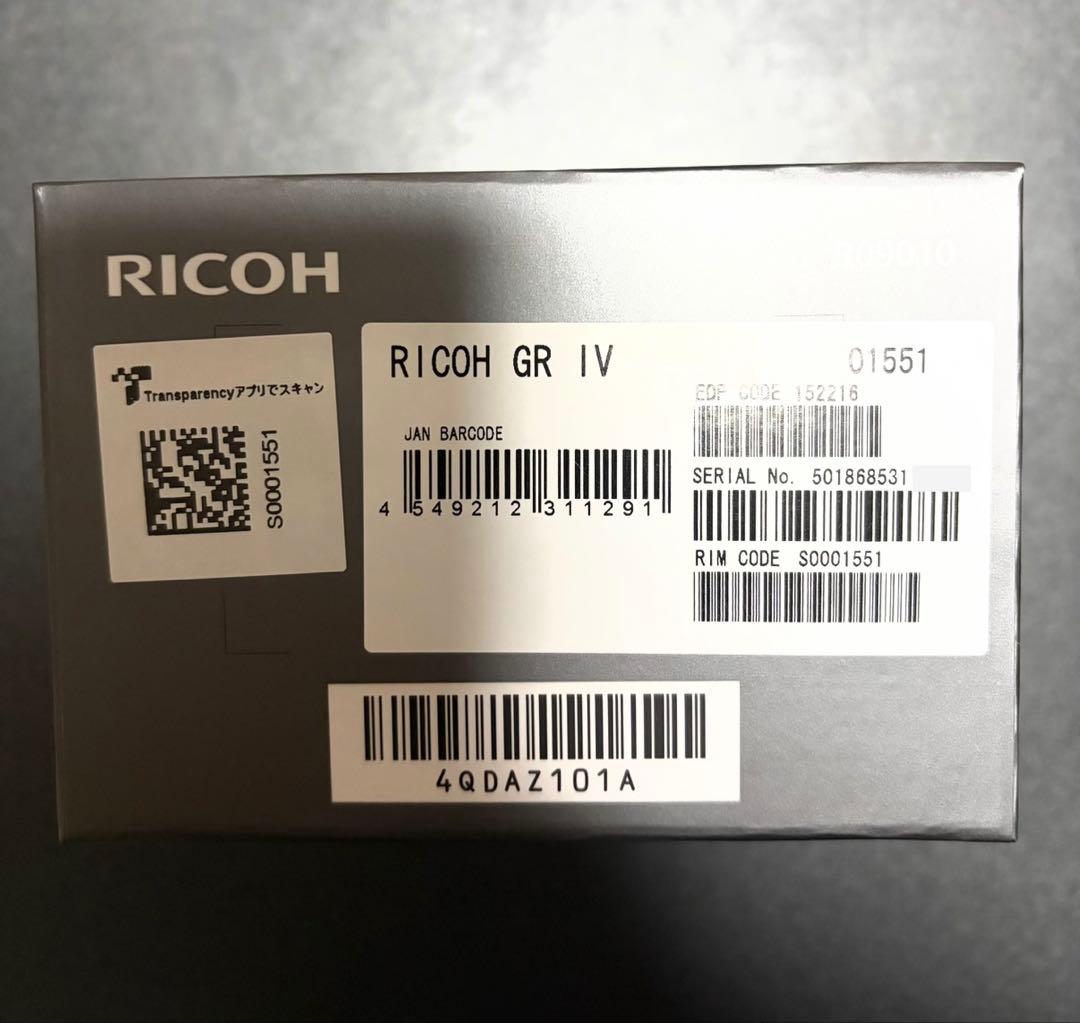 RICOH
R09010
Transparencyアプリでスキャン
S0001551
RICOH GR IV
01551
EDP CODE 152216
JAN BARCODE
4 549212 311291
SERIAL No. 501868531
RIM CODE S0001551
4QDAZ101A